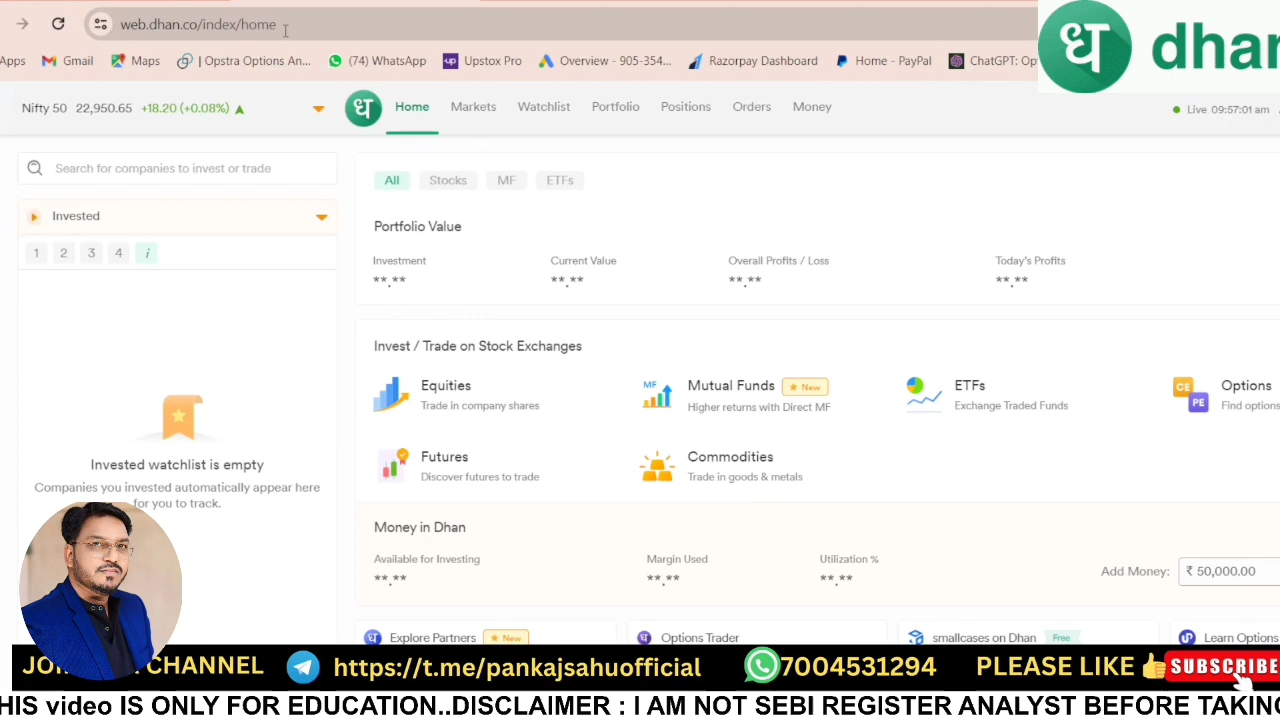 web.dhan.co/index/home
ध dhan
Apps Gmail Maps | Opstra Options An... (74) WhatsApp up Upstox Pro Overview - 905-354... Razorpay Dashboard Home - PayPal ChatGPT: Op
Nifty 50 22,950.65 +18.20 (+0.08%) ध Home Markets Watchlist Portfolio Positions Orders Money Live 09:57:01 am
Search for companies to invest or trade
All Stocks MF ETFs
Invested
Portfolio Value
1 2 3 4 i
Investment Current Value Overall Profits / Loss Today's Profits
**.** **.** **.** **.**
Invest / Trade on Stock Exchanges
Equities
Trade in company shares
MF Mutual Funds New
Higher returns with Direct MF
ETFs
Exchange Traded Funds
CE PE Options
Find options
Futures
Discover futures to trade
Commodities
Trade in goods & metals
Invested watchlist is empty
Companies you invested automatically appear here
for you to track.
Money in Dhan
Available for Investing Margin Used Utilization %
**.** **.** **.**
Add Money: ₹ 50,000.00
Explore Partners New Options Trader smallcases on Dhan Free Learn Options
CHANNEL https://t.me/pankajsahuofficial 7004531294 PLEASE LIKE SUBSCRIBE
HIS video IS ONLY FOR EDUCATION..DISCLAIMER : I AM NOT SEBI REGISTER ANALYST BEFORE TAKING